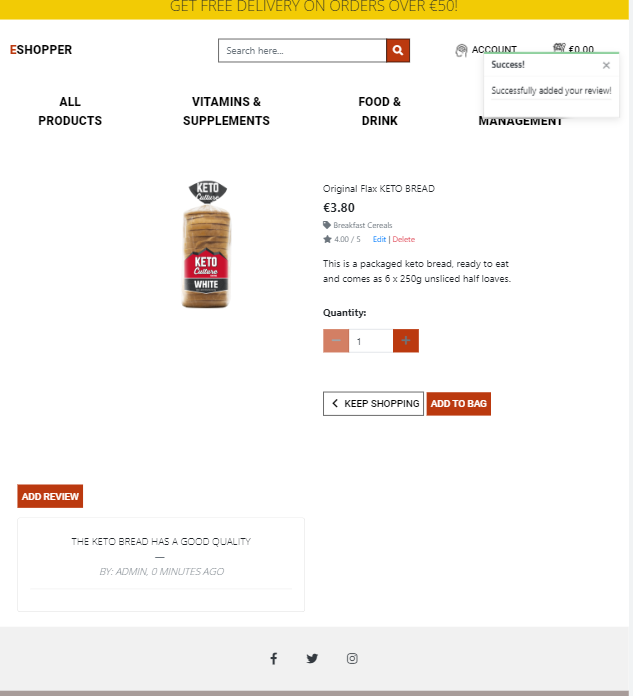 GET FREE DELIVERY ON ORDERS OVER €50!
ESHOPPER
Search here...
ACCOUNT
€0.00
Success!
×
Successfully added your review!
ALL
PRODUCTS
VITAMINS &
SUPPLEMENTS
FOOD &
DRINK
MANAGEMENT
KETO
Culture
KETO
Culture
WHITE
Original Flax KETO BREAD
€3.80
Breakfast Cereals
4.00 / 5 Edit | Delete
This is a packaged keto bread, ready to eat
and comes as 6 x 250g unsliced half loaves.
Quantity:
− 1 +
KEEP SHOPPING
ADD TO BAG
ADD REVIEW
THE KETO BREAD HAS A GOOD QUALITY
—
BY: ADMIN, 0 MINUTES AGO